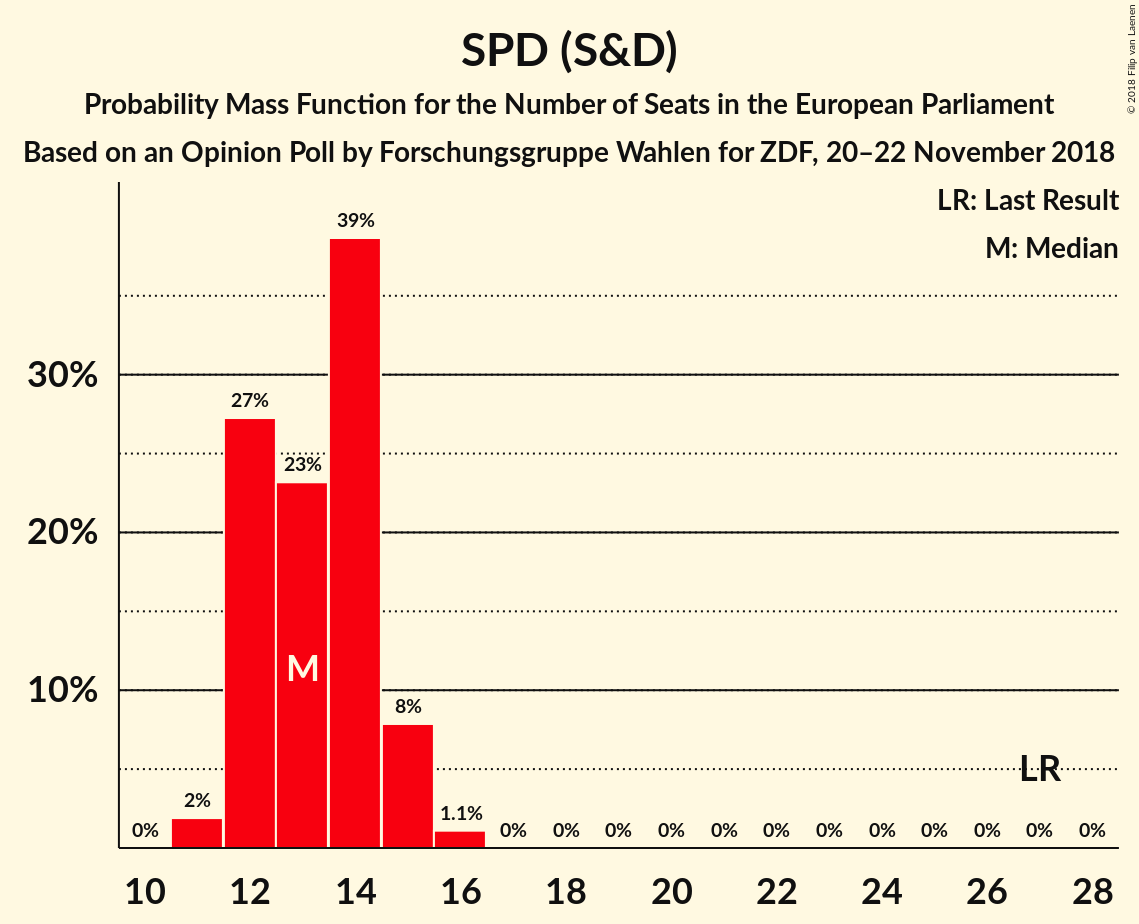 SPD (S&D)
Probability Mass Function for the Number of Seats in the European Parliament
Based on an Opinion Poll by Forschungsgruppe Wahlen for ZDF, 20–22 November 2018
© 2018 Filip van Laenen
LR: Last Result
M: Median
39%
30%
27%
23%
20%
M
10%
8%
LR
2%
1.1%
0% 0% 0% 0% 0% 0% 0% 0% 0% 0% 0% 0% 0%
10 12 14 16 18 20 22 24 26 28